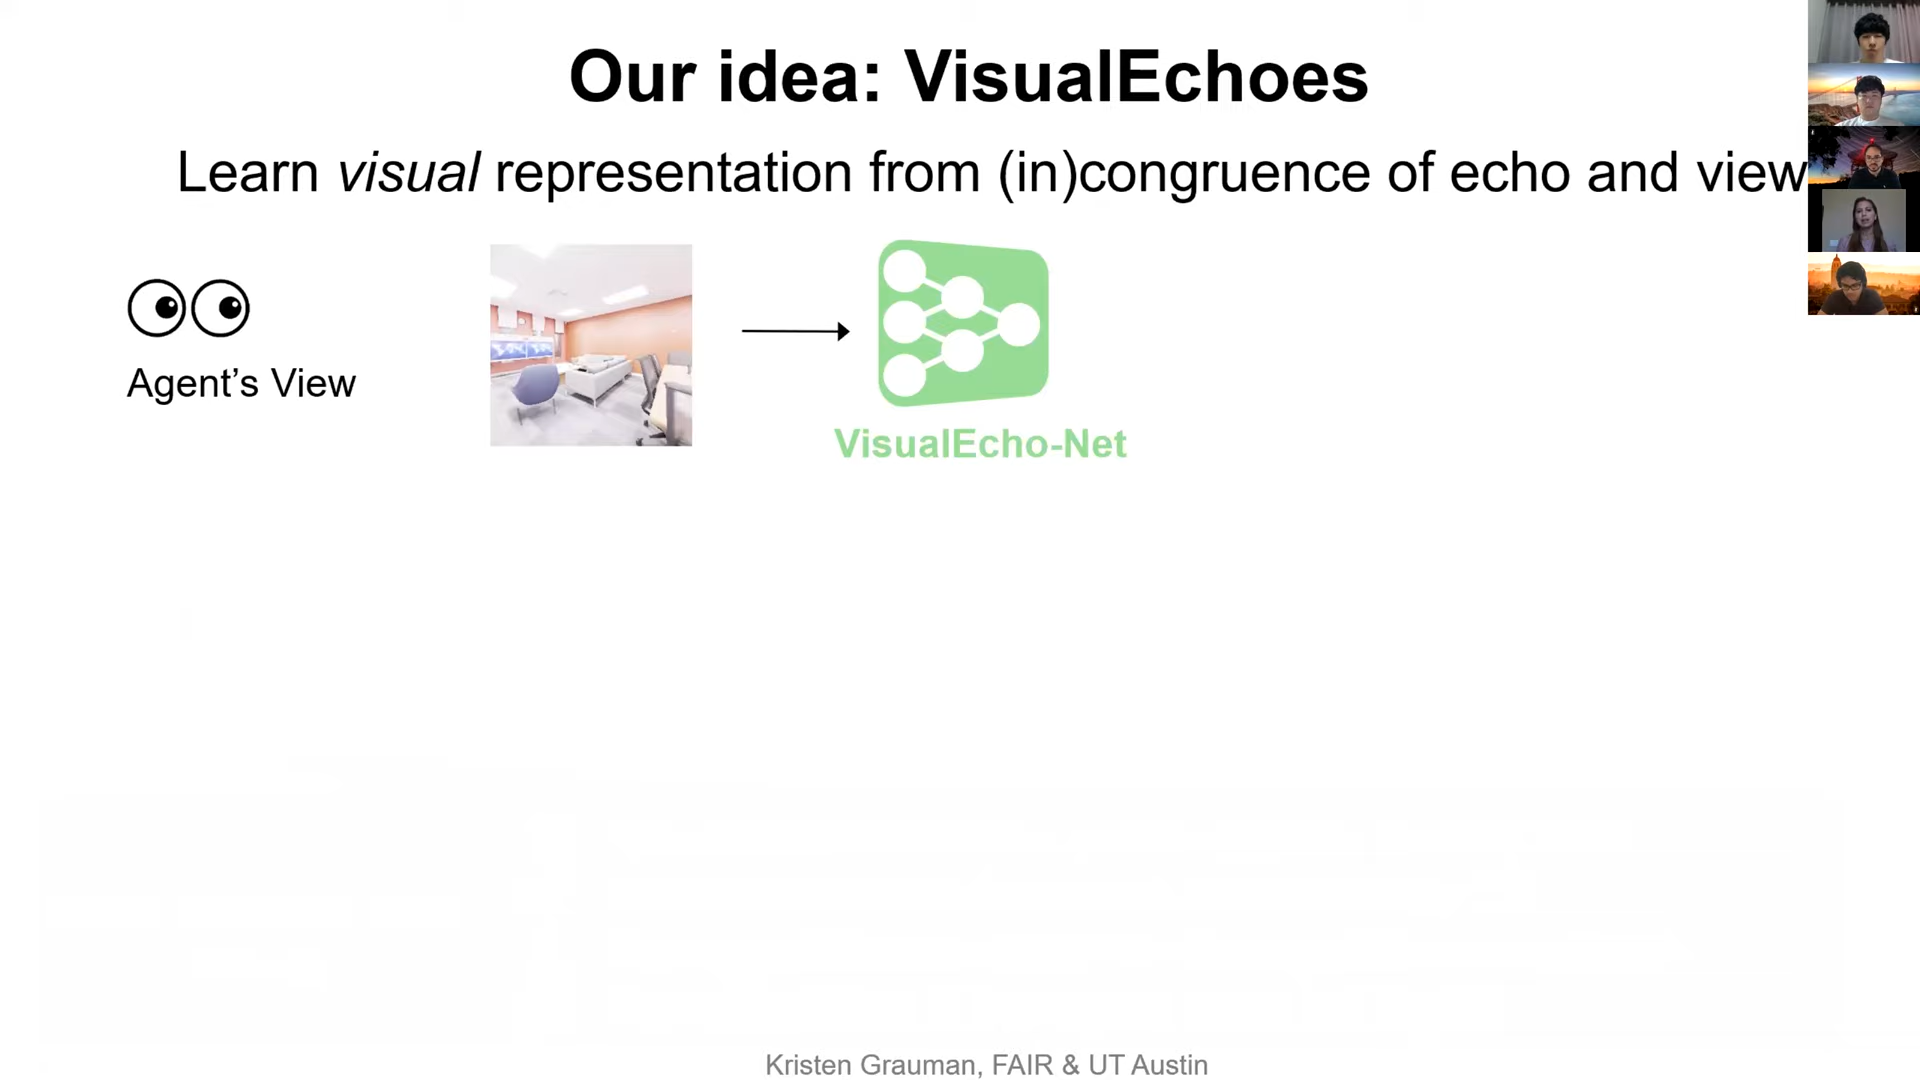 Our idea: VisualEchoes
Learn visual representation from (in)congruence of echo and view
Agent’s View
VisualEcho-Net
Kristen Grauman, FAIR & UT Austin